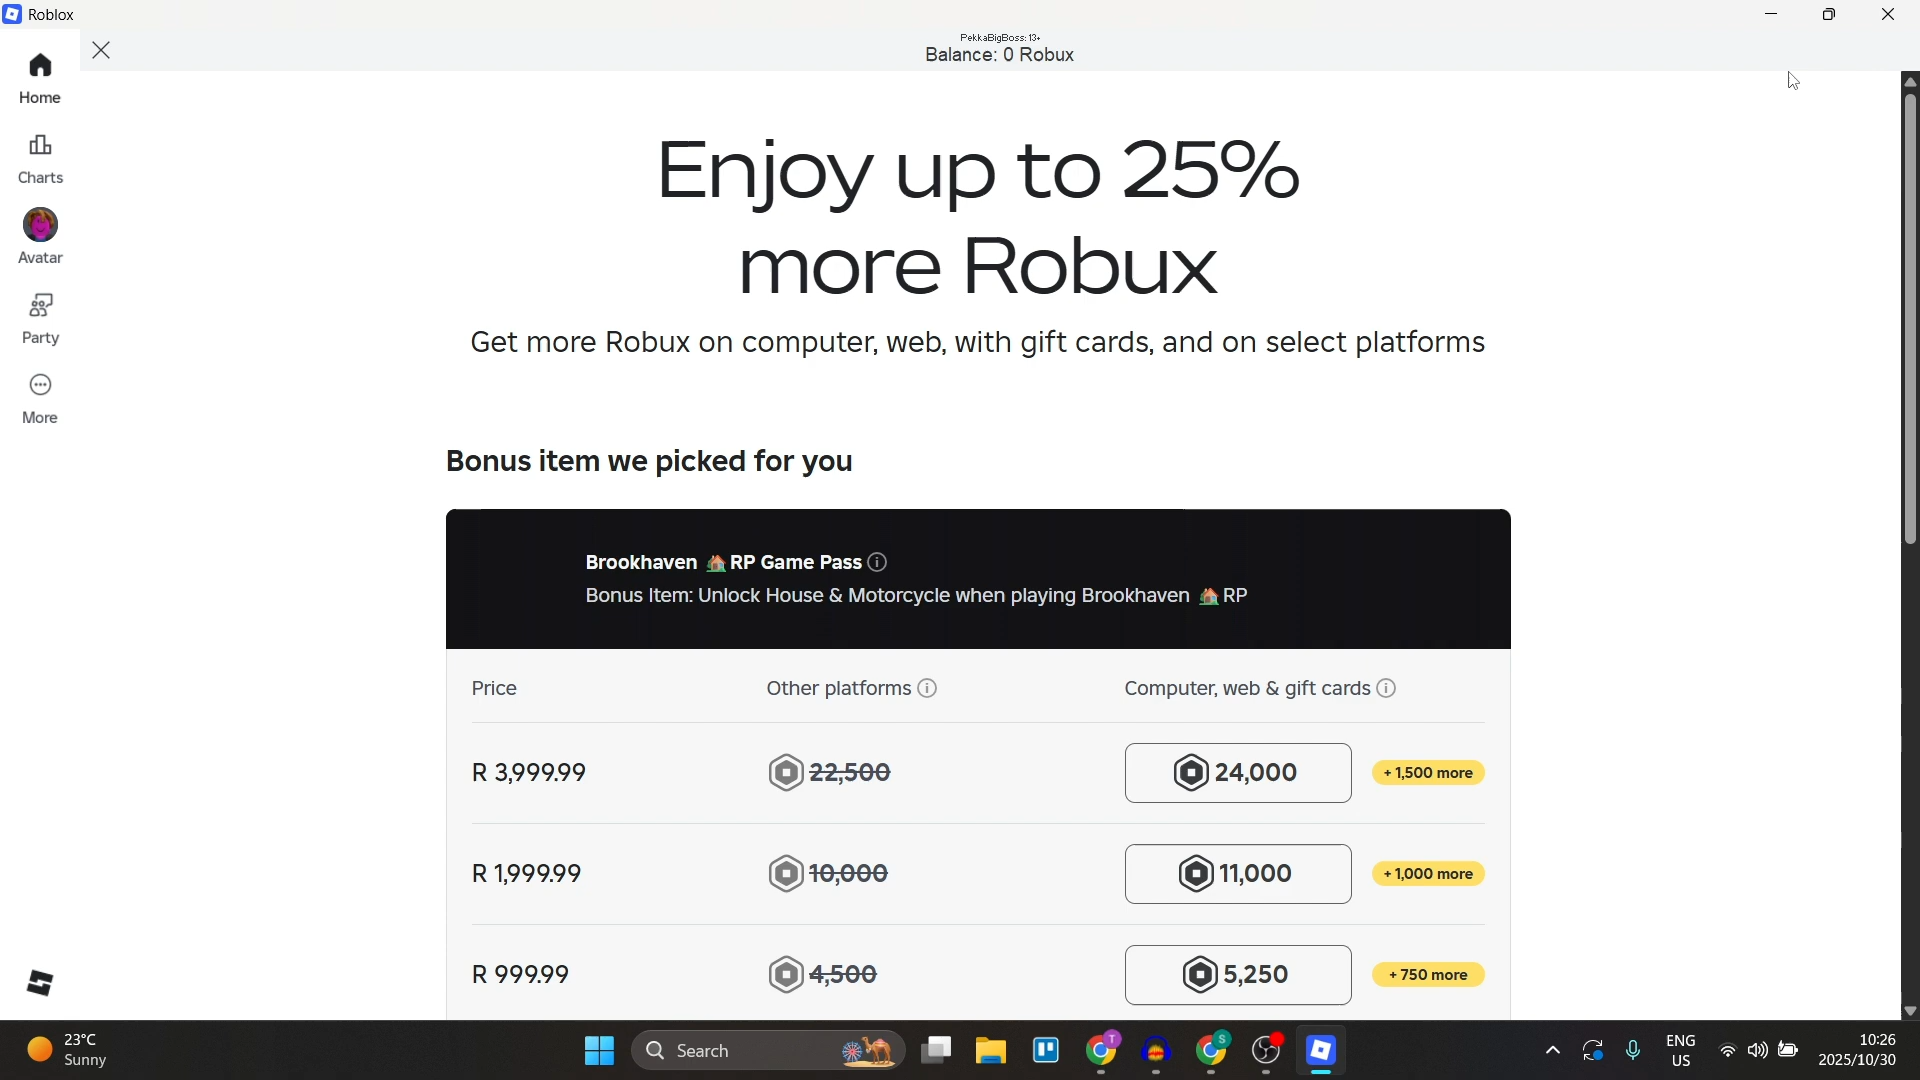 Roblox
PekkaBigBoss: 13+
Balance: 0 Robux
Home
Charts
Avatar
Party
More
Enjoy up to 25%
more Robux
Get more Robux on computer, web, with gift cards, and on select platforms
Bonus item we picked for you
Brookhaven 🏡RP Game Pass
Bonus Item: Unlock House & Motorcycle when playing Brookhaven 🏡RP
Price Other platforms Computer, web & gift cards
R 3,999.99 22,500 24,000 + 1,500 more
R 1,999.99 10,000 11,000 + 1,000 more
R 999.99 4,500 5,250 + 750 more
23°C
Sunny
Search
T
S
ENG
US
10:26
2025/10/30